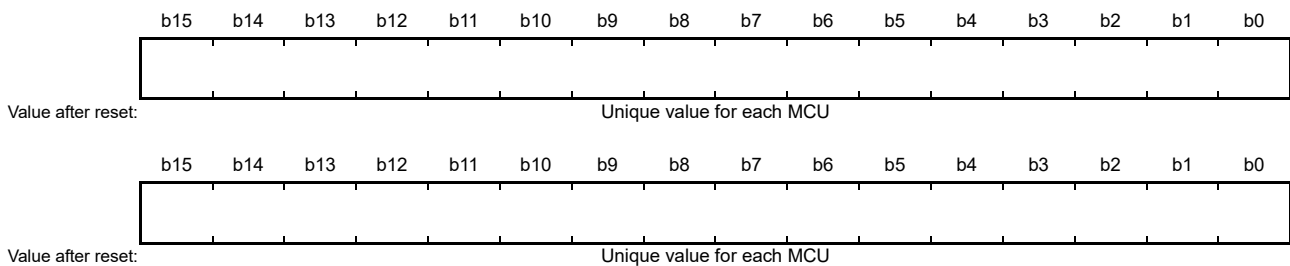 b15 b14 b13 b12 b11 b10 b9 b8 b7 b6 b5 b4 b3 b2 b1 b0
Value after reset: Unique value for each MCU
b15 b14 b13 b12 b11 b10 b9 b8 b7 b6 b5 b4 b3 b2 b1 b0
Value after reset: Unique value for each MCU